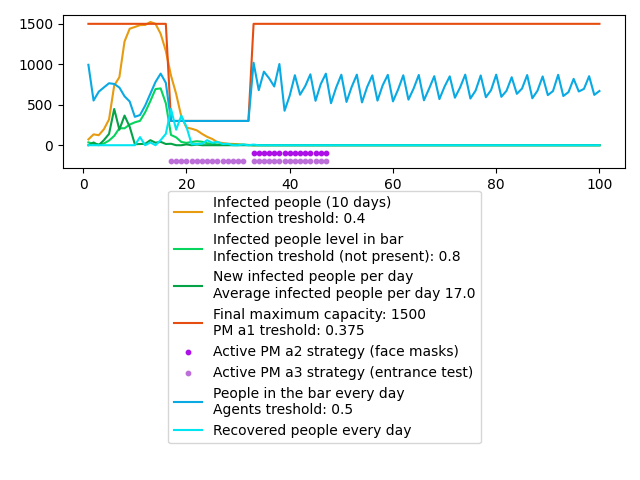 1500
1000
500
0
0 20 40 60 80 100
Infected people (10 days)
Infection treshold: 0.4
Infected people level in bar
Infection treshold (not present): 0.8
New infected people per day
Average infected people per day 17.0
Final maximum capacity: 1500
PM a1 treshold: 0.375
Active PM a2 strategy (face masks)
Active PM a3 strategy (entrance test)
People in the bar every day
Agents treshold: 0.5
Recovered people every day